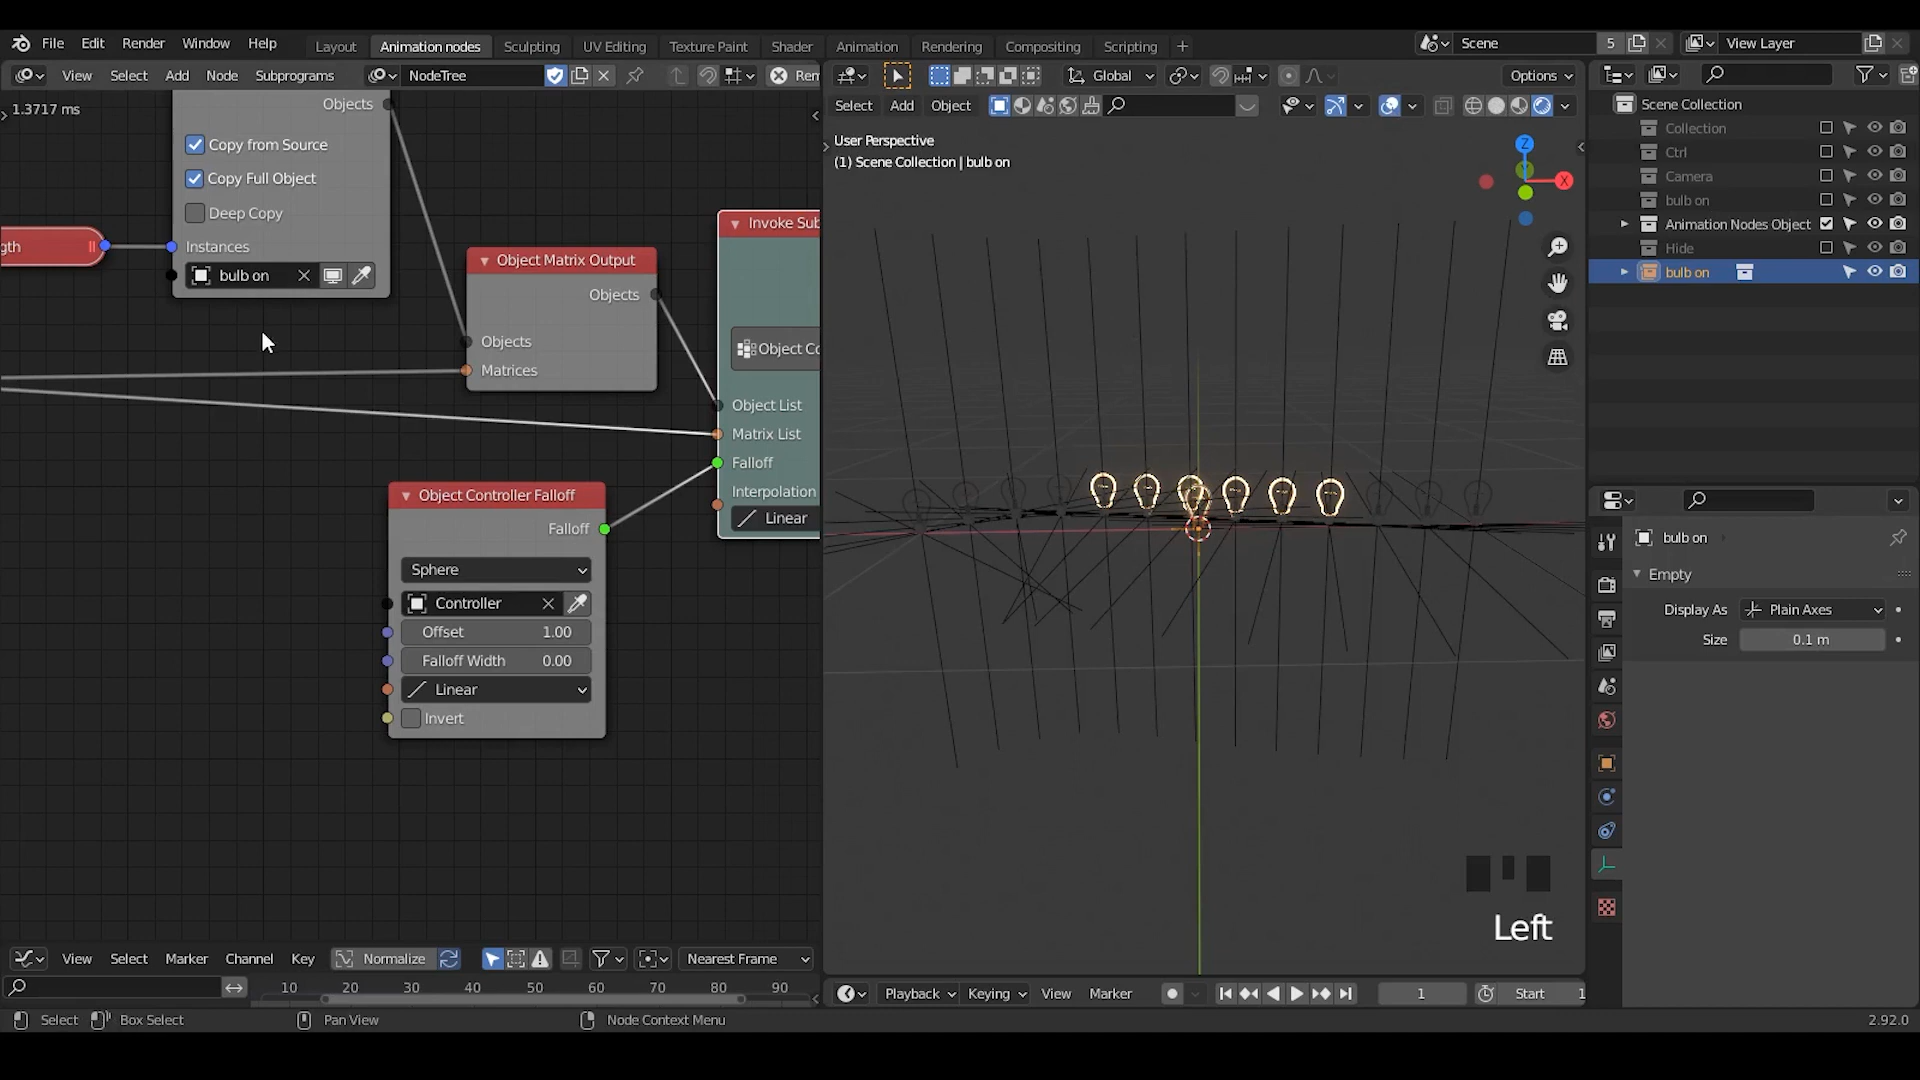 File Edit Render Window Help Layout Animation nodes Sculpting UV Editing Texture Paint Shader Animation Rendering Compositing Scripting + Scene 5 View Layer
View Select Add Node Subprograms NodeTree Rem Global Options
Select Add Object
1.3717 ms
Objects
Copy from Source
Copy Full Object
Deep Copy
Instances
bulb on
gth
Object Matrix Output
Objects
Objects
Matrices
Invoke Sub
Object Co
Object List
Matrix List
Falloff
Interpolation
Linear
Object Controller Falloff
Falloff
Sphere
Controller
Offset 1.00
Falloff Width 0.00
Linear
Invert
User Perspective
(1) Scene Collection | bulb on
Z
Y
X
Left
Scene Collection
Collection
Ctrl
Camera
bulb on
Animation Nodes Object
Hide
bulb on
bulb on
Empty
Display As Plain Axes
Size 0.1 m
View Select Marker Channel Key Normalize Nearest Frame
10 20 30 40 50 60 70 80 90
Playback Keying View Marker 1 Start 1
Select Box Select Pan View Node Context Menu 2.92.0